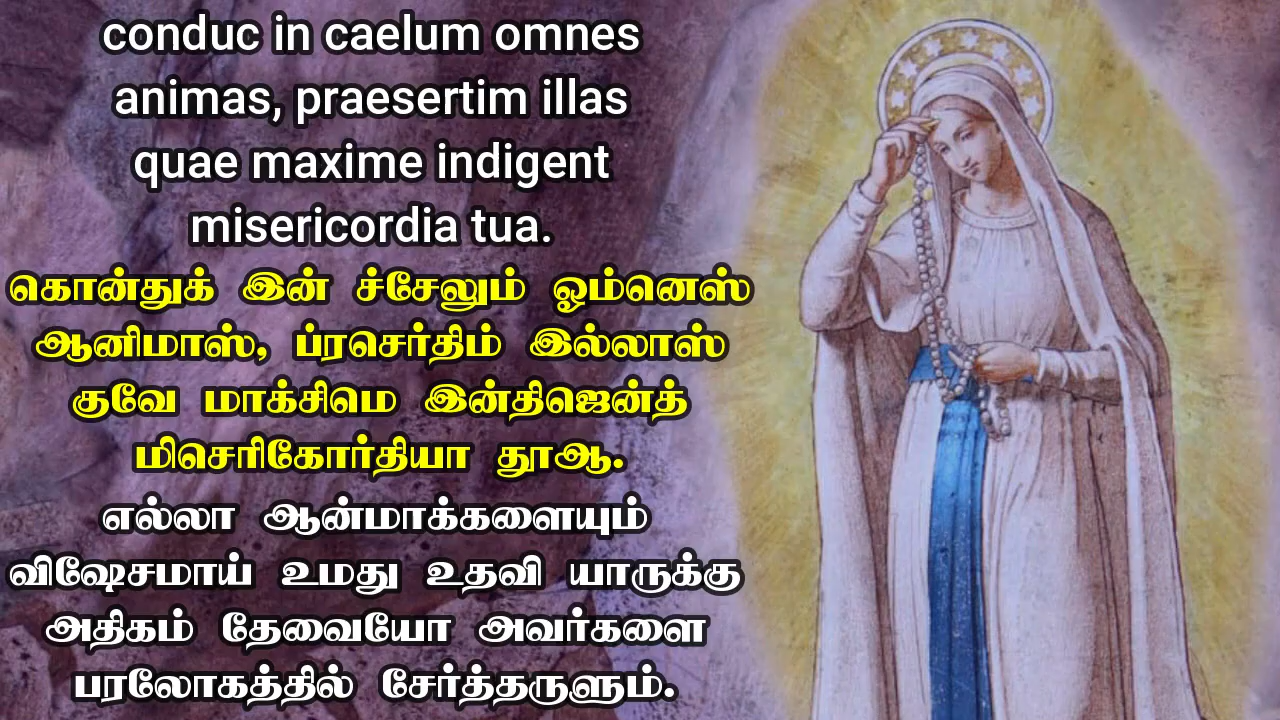 conduc in caelum omnes
animas, praesertim illas
quae maxime indigent
misericordia tua.
கொன்துக் இன் ச்சேலும் ஓம்னெஸ்
ஆனிமாஸ், ப்ரசெர்திம் இல்லாஸ்
குவே மாக்சிமெ இன்திஜென்த்
மிசெரிகோர்தியா தூஆ.
எல்லா ஆன்மாக்களையும்
விஷேசமாய் உமது உதவி யாருக்கு
அதிகம் தேவையோ அவர்களை
பரலோகத்தில் சேர்த்தருளும்.